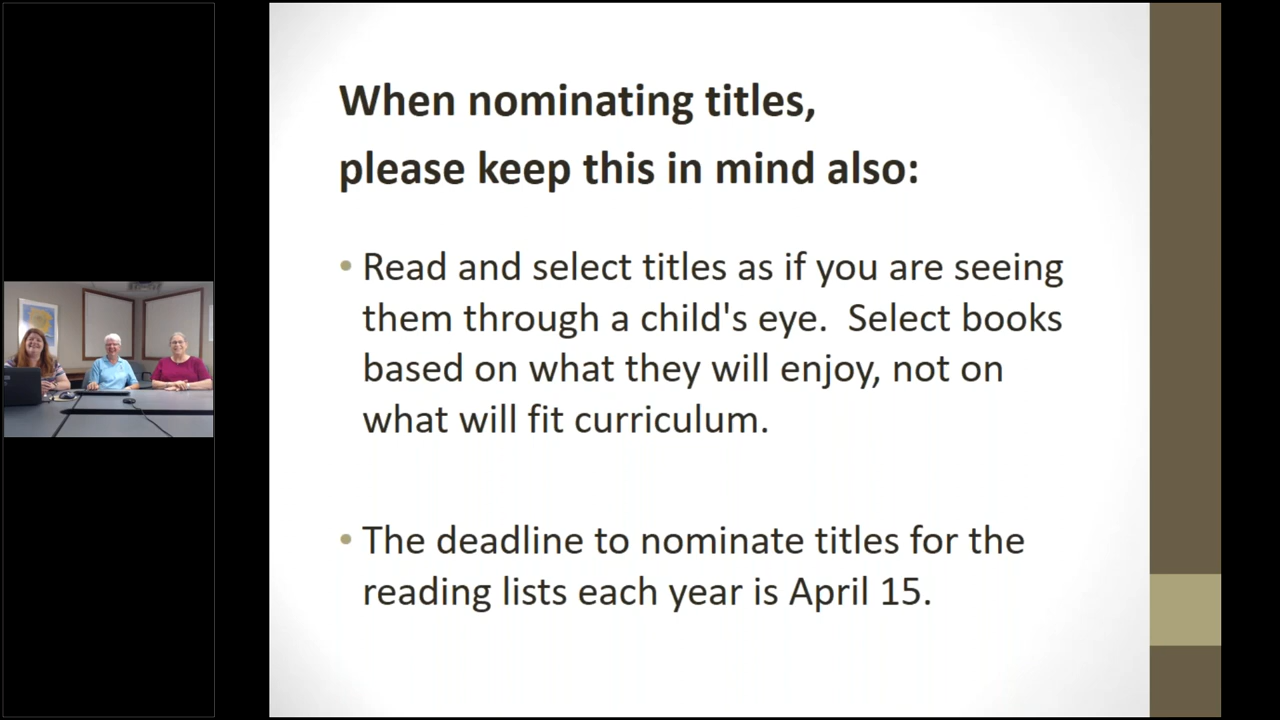 When nominating titles,
please keep this in mind also:
• Read and select titles as if you are seeing
them through a child's eye.  Select books
based on what they will enjoy, not on
what will fit curriculum.
• The deadline to nominate titles for the
reading lists each year is April 15.